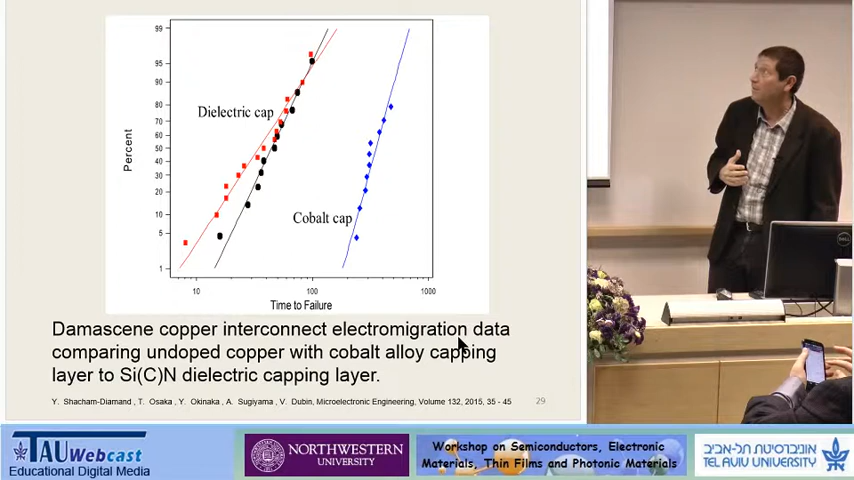 99
95
90
80
70
60
50
40
30
20
10
5
1
Percent
Dielectric cap
Cobalt cap
10 100 1000
Time to Failure
Damascene copper interconnect electromigration data
comparing undoped copper with cobalt alloy capping
layer to Si(C)N dielectric capping layer.
Y. Shacham-Diamand , T. Osaka , Y. Okinaka , A. Sugiyama , V. Dubin, Microelectronic Engineering, Volume 132, 2015, 35 - 45
29
DELL
TAU Webcast
Educational Digital Media
NORTHWESTERN
UNIVERSITY
Workshop on Semiconductors, Electronic
Materials, Thin Films and Photonic Materials
אוניברסיטת תל-אביב
TEL AVIV UNIVERSITY